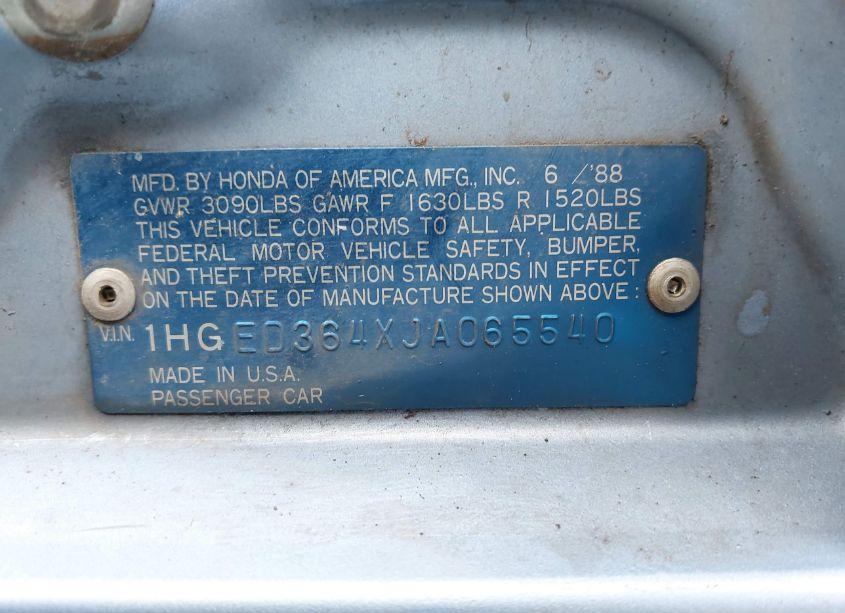 MFD. BY HONDA OF AMERICA MFG., INC. 6 /'88
GVWR 3090LBS GAWR F 1630LBS R 1520LBS
THIS VEHICLE CONFORMS TO ALL APPLICABLE
FEDERAL MOTOR VEHICLE SAFETY, BUMPER,
AND THEFT PREVENTION STANDARDS IN EFFECT
ON THE DATE OF MANUFACTURE SHOWN ABOVE:
V.I.N. 1HGED364XJA065540
MADE IN U.S.A.
PASSENGER CAR